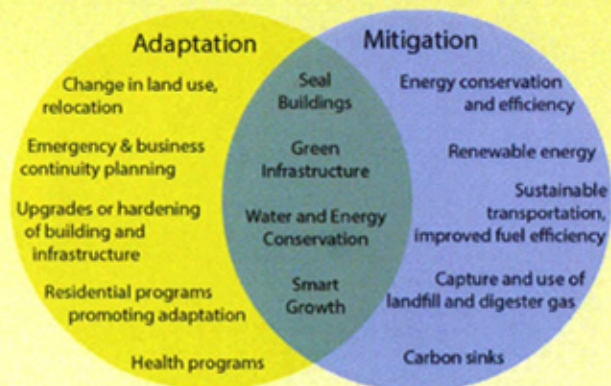 Adaptation
Change in land use,
relocation
Emergency & business
continuity planning
Upgrades or hardening
of building and
infrastructure
Residential programs
promoting adaptation
Health programs
Seal
Buildings
Green
Infrastructure
Water and Energy
Conservation
Smart
Growth
Mitigation
Energy conservation
and efficiency
Renewable energy
Sustainable
transportation,
improved fuel efficiency
Capture and use of
landfill and digester gas
Carbon sinks